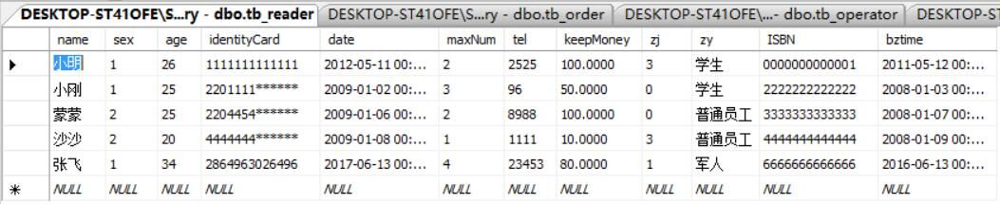 DESKTOP-ST41OFE\S...ry - dbo.tb_reader DESKTOP-ST41OFE\S...ry - dbo.tb_order DESKTOP-ST41OFE\...- dbo.tb_operator DESKTOP-ST41OFE\S
name sex age identityCard date maxNum tel keepMoney zj zy ISBN bztime
小明 1 26 1111111111111 2012-05-11 00:... 2 2525 100.0000 3 学生 0000000000001 2011-05-12 00:...
小刚 1 25 2201111****** 2009-01-02 00:... 3 96 50.0000 0 学生 2222222222222 2008-01-03 00:...
蒙蒙 2 25 2204454****** 2009-01-06 00:... 2 8988 100.0000 0 普通员工 3333333333333 2008-01-07 00:...
沙沙 2 20 4444444****** 2009-01-08 00:... 1 1111 10.0000 3 普通员工 4444444444444 2008-01-09 00:...
张飞 1 34 2864963026496 2017-06-13 00:... 4 23453 80.0000 1 军人 6666666666666 2016-06-13 00:...
NULL NULL NULL NULL NULL NULL NULL NULL NULL NULL NULL NULL